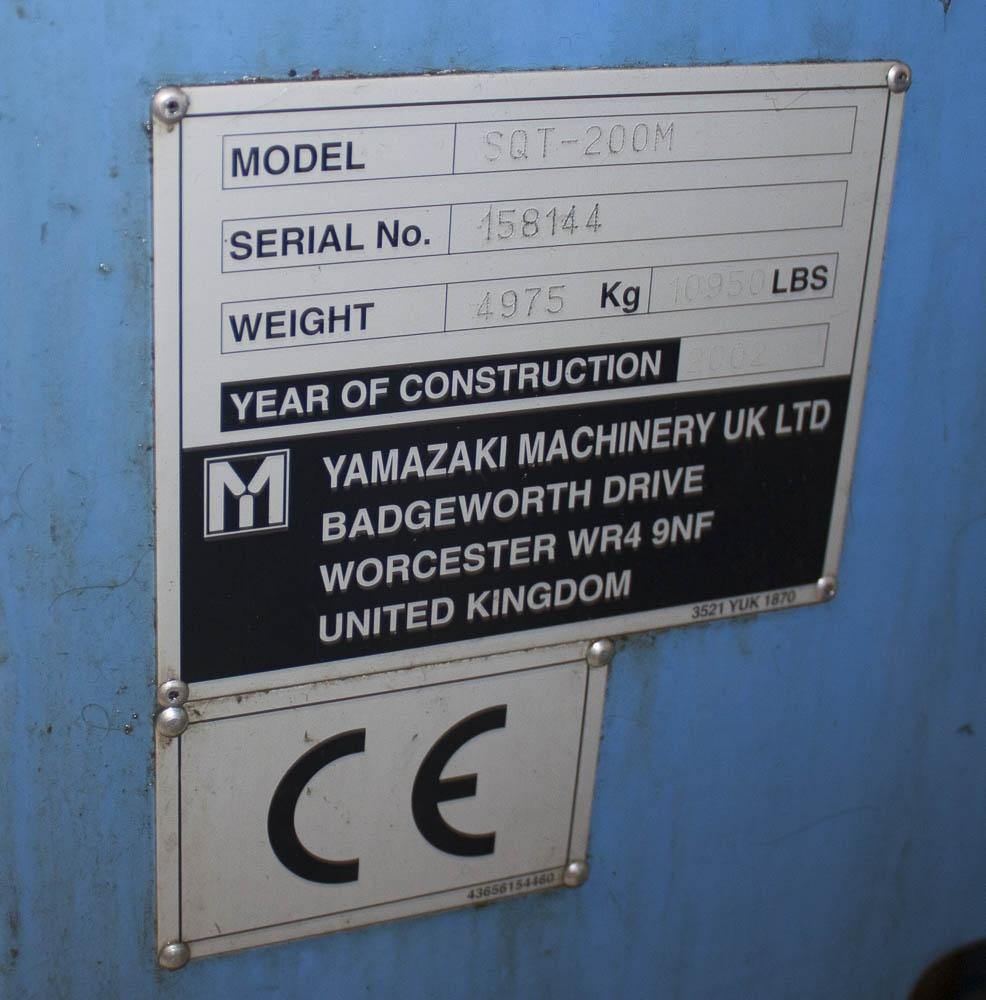 MODEL SQT-200M
SERIAL No. 158144
WEIGHT 4975 Kg 10950 LBS
YEAR OF CONSTRUCTION 2002
YAMAZAKI MACHINERY UK LTD
BADGEWORTH DRIVE
WORCESTER WR4 9NF
UNITED KINGDOM
3521 YUK 1870
CE
43656154460